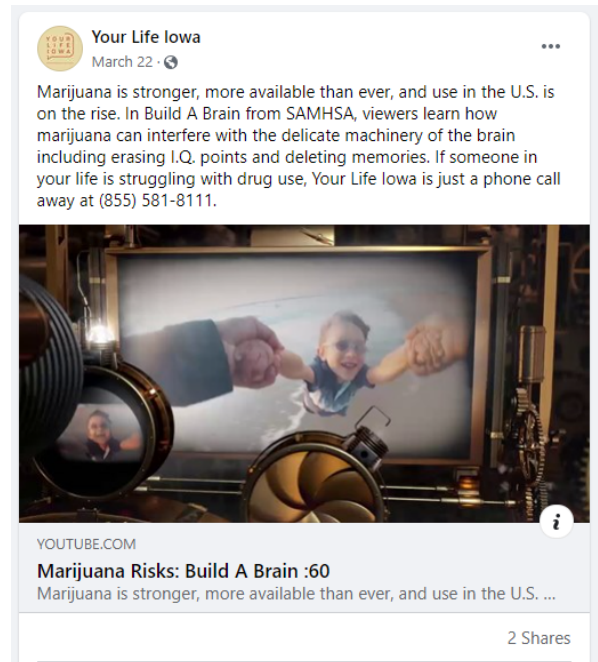 YOUR
LIFE
IOWA
Your Life Iowa
March 22 ·
Marijuana is stronger, more available than ever, and use in the U.S. is
on the rise. In Build A Brain from SAMHSA, viewers learn how
marijuana can interfere with the delicate machinery of the brain
including erasing I.Q. points and deleting memories. If someone in
your life is struggling with drug use, Your Life Iowa is just a phone call
away at (855) 581-8111.
YOUTUBE.COM
Marijuana Risks: Build A Brain :60
Marijuana is stronger, more available than ever, and use in the U.S. ...
2 Shares